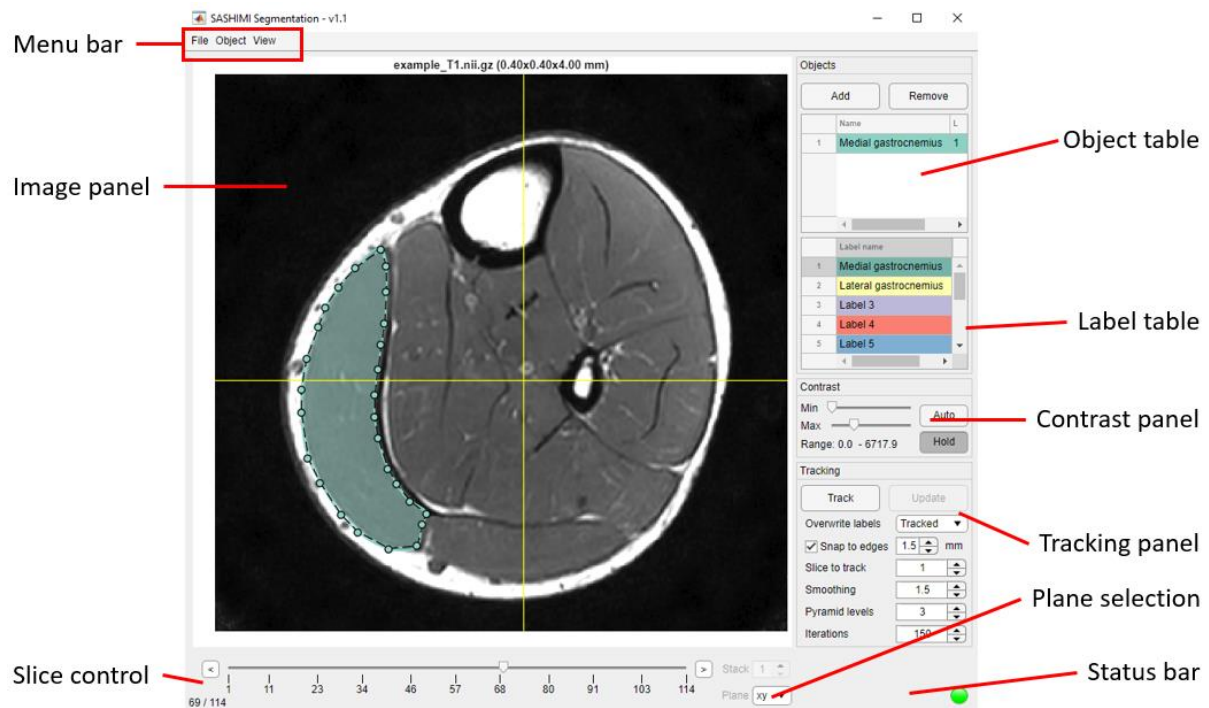 SASHIMI Segmentation - v1.1
Menu bar
File Object View
example_T1.nii.gz (0.40x0.40x4.00 mm)
Objects
Add Remove
Name L
1 Medial gastrocnemius 1
Object table
Image panel
Label name
1 Medial gastrocnemius
2 Lateral gastrocnemius
3 Label 3
4 Label 4
5 Label 5
Label table
Contrast
Min
Max
Auto
Contrast panel
Range: 0.0 - 6717.9
Hold
Tracking
Track Update
Overwrite labels Tracked
Snap to edges 1.5 mm
Tracking panel
Slice to track 1
Smoothing 1.5
Plane selection
Pyramid levels 3
Iterations 150
Slice control
< > Stack 1
1 11 23 34 46 57 68 80 91 103 114
Status bar
Plane xy
69 / 114